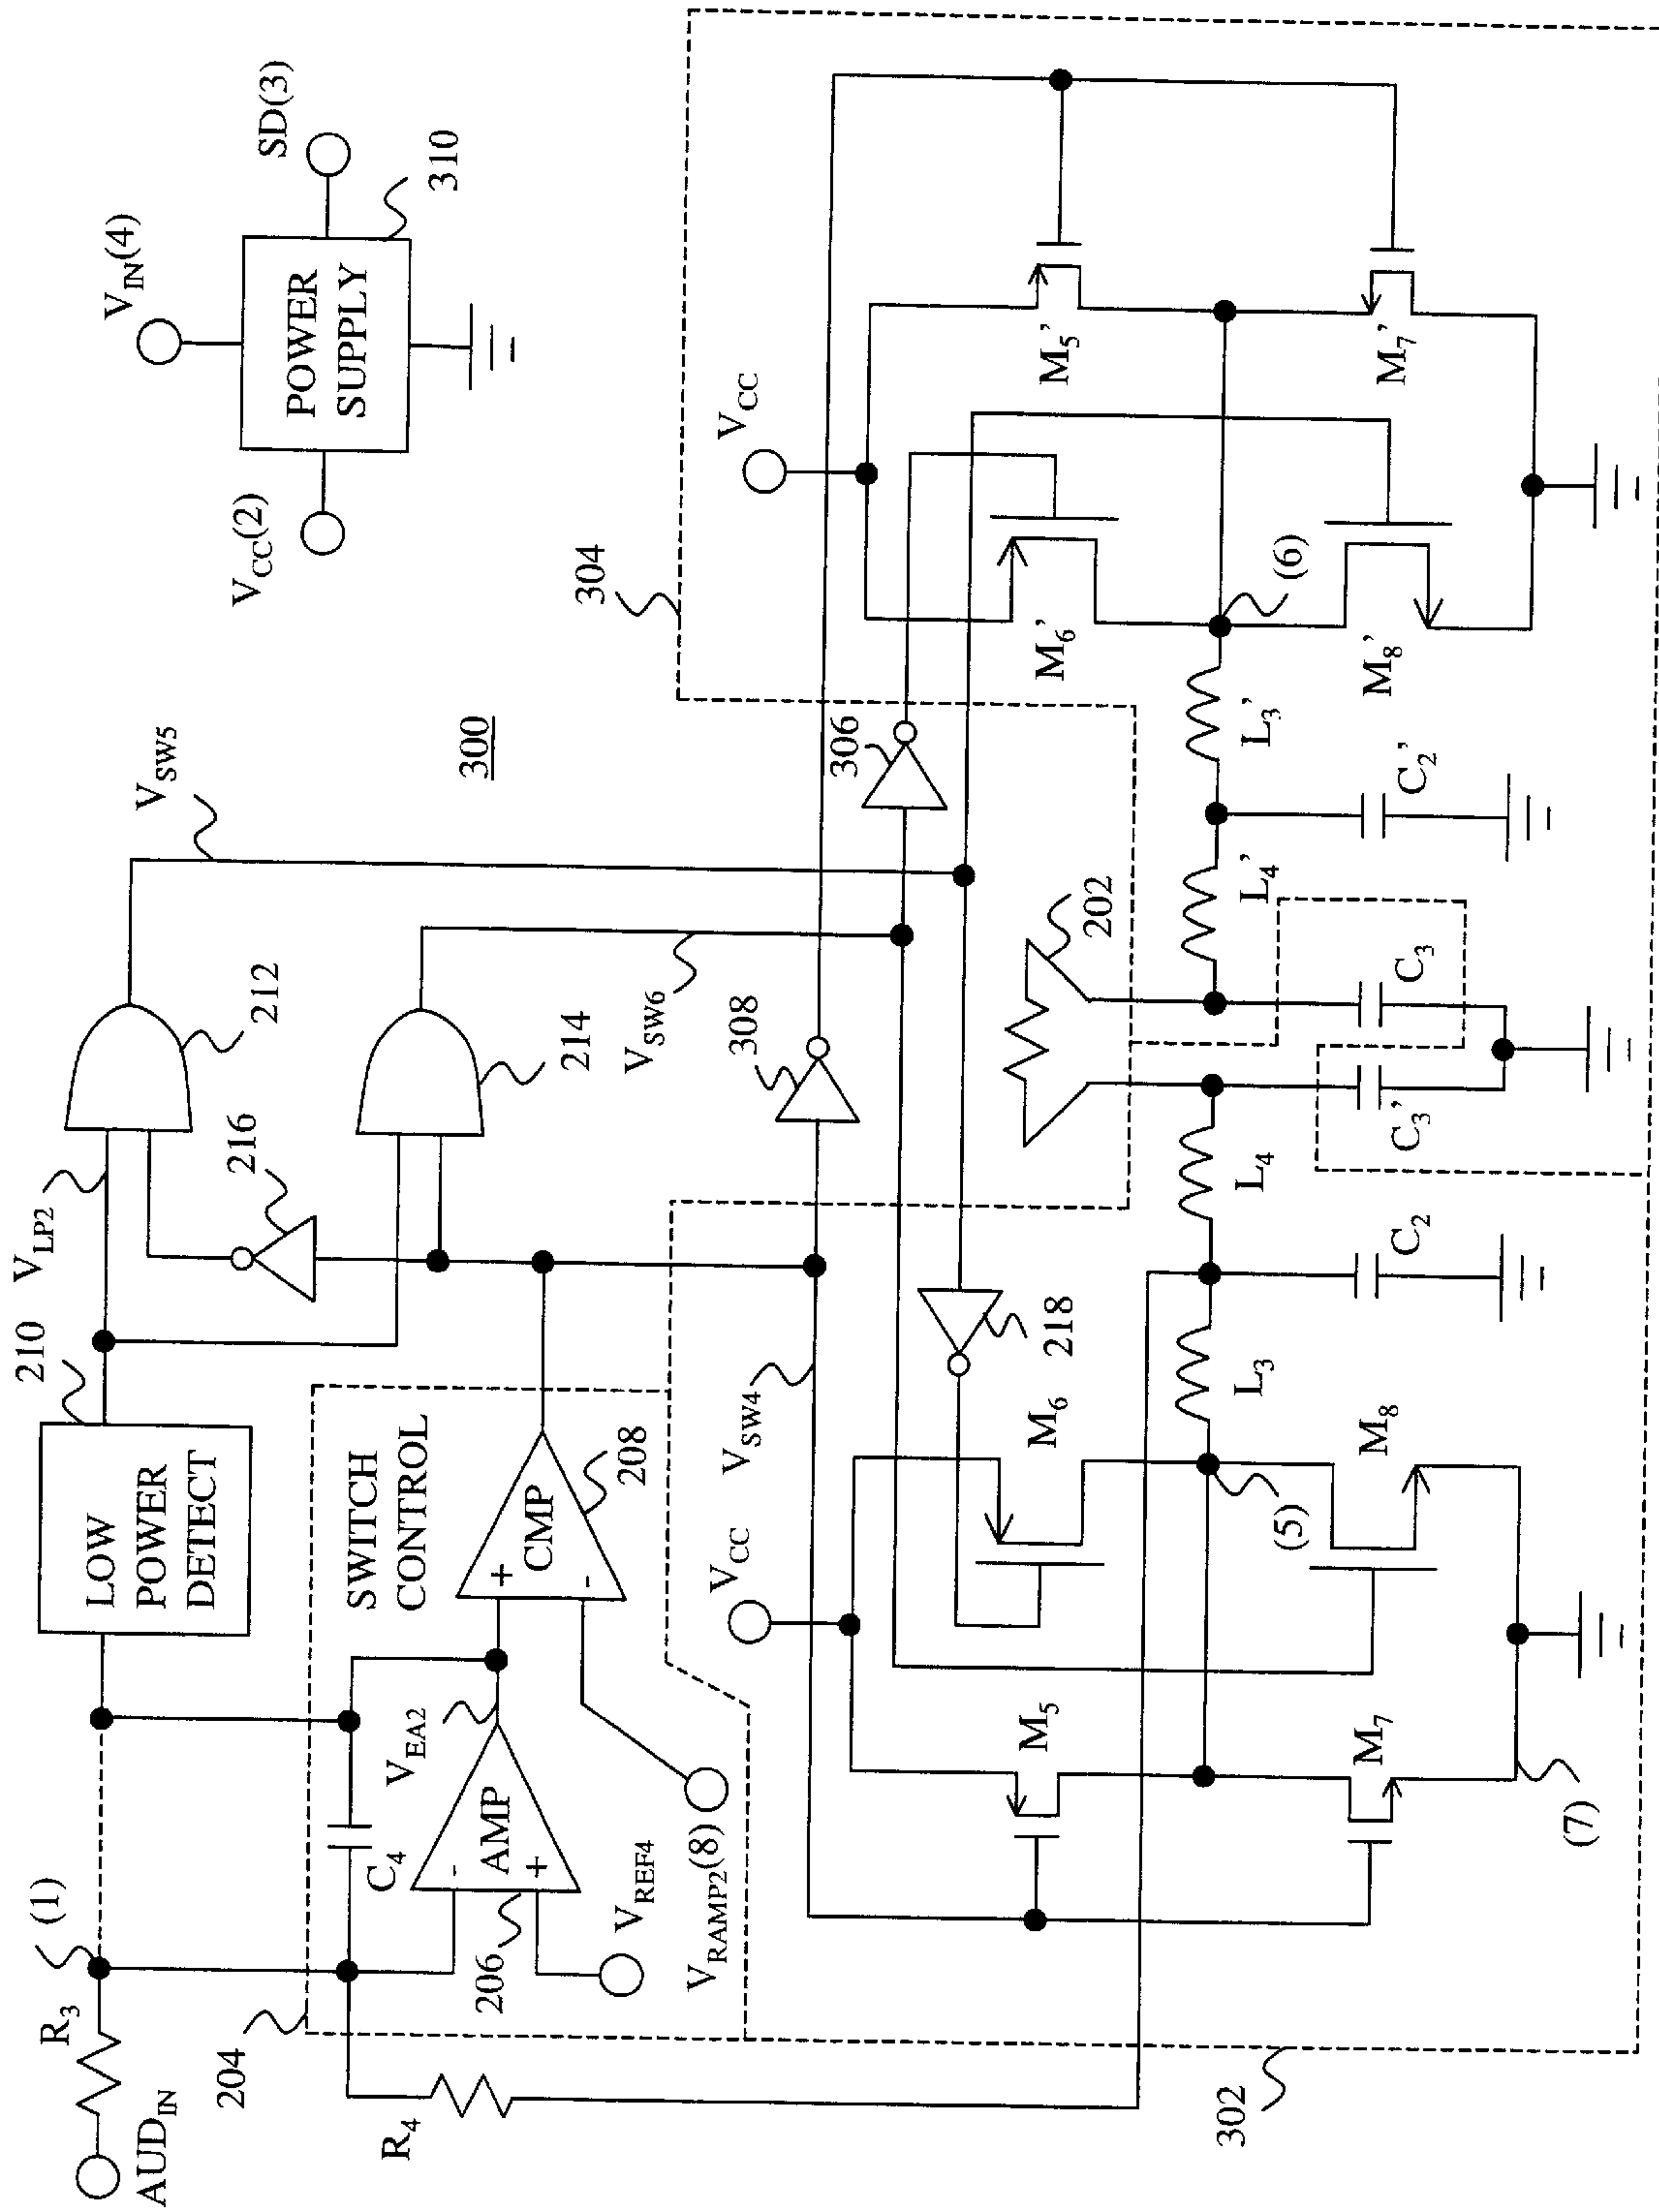 AUD_IN
R_3
(1)
204
LOW
POWER
DETECT
210
V_LP2
212
216
214
V_SW5
V_SW6
300
V_IN(4)
V_CC(2)
SD(3)
POWER
SUPPLY
310
R_4
C_4
AMP
206
V_EA2
V_REF4
V_RAMP2(8)
SWITCH
CONTROL
CMP
208
+
-
-
+
308
306
304
V_CC
V_SW4
218
202
V_CC
M_5
M_6
M_7
M_8
(5)
(7)
L_3
L_4
C_2
C_3'
C_3
L_4'
L_3'
C_2'
(6)
M_6'
M_5'
M_8'
M_7'
302